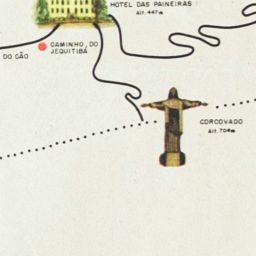 HOTEL DAS PAINEIRAS
Alt. 447m
CAMINHO DO
JEQUITIBÁ
DO CÃO
CORCOVADO
Alt. 704m